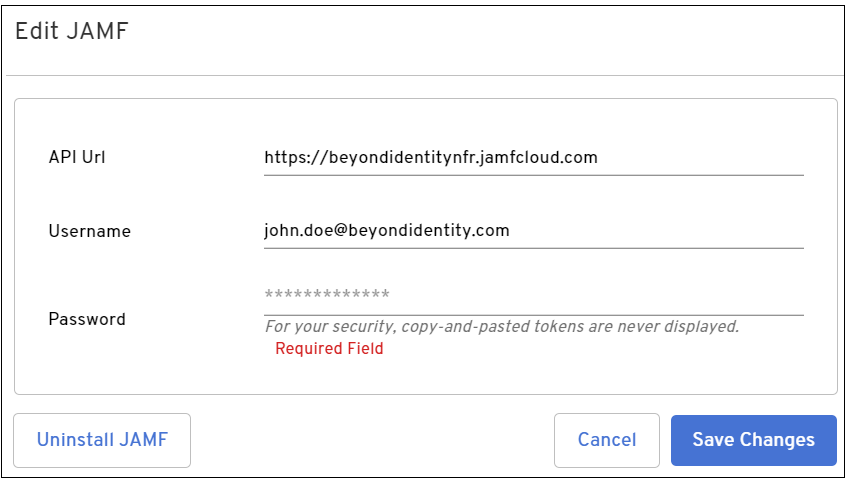 Edit JAMF
API Url
https://beyondidentitynfr.jamfcloud.com
Username
john.doe@beyondidentity.com
Password
*************
For your security, copy-and-pasted tokens are never displayed.
Required Field
Uninstall JAMF
Cancel
Save Changes